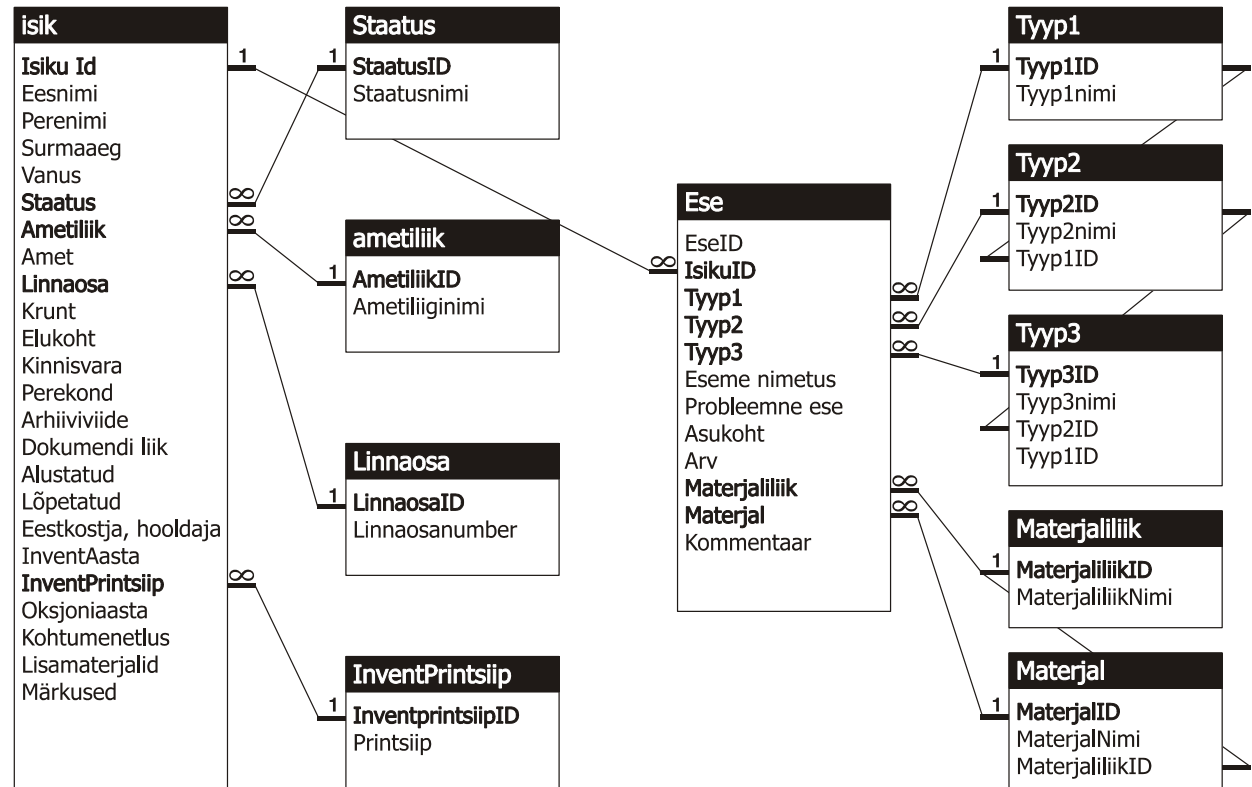 isik
Isiku Id
Eesnimi
Perenimi
Surmaaeg
Vanus
Staatus
Ametiliik
Amet
Linnaosa
Krunt
Elukoht
Kinnisvara
Perekond
Arhiiviviide
Dokumendi liik
Alustatud
Lõpetatud
Eestkostja, hooldaja
InventAasta
InventPrintsiip
Oksjoniaasta
Kohtumenetlus
Lisamaterjalid
Märkused
1
∞
∞
∞
∞
Staatus
1
StaatusID
Staatusnimi
ametiliik
1
AmetiliikID
Ametiliiginimi
Linnaosa
1
LinnaosaID
Linnaosanumber
InventPrintsiip
1
InventprintsiipID
Printsiip
Ese
EseID
∞
IsikuID
Tyyp1
Tyyp2
Tyyp3
Eseme nimetus
Probleemne ese
Asukoht
Arv
Materjaliliik
Materjal
Kommentaar
∞
∞
∞
∞
∞
Tyyp1
1
Tyyp1ID
Tyyp1nimi
Tyyp2
1
Tyyp2ID
Tyyp2nimi
Tyyp1ID
Tyyp3
1
Tyyp3ID
Tyyp3nimi
Tyyp2ID
Tyyp1ID
Materjaliliik
1
MaterjaliliikID
MaterjaliliikNimi
Materjal
1
MaterjalID
MaterjalNimi
MaterjaliliikID